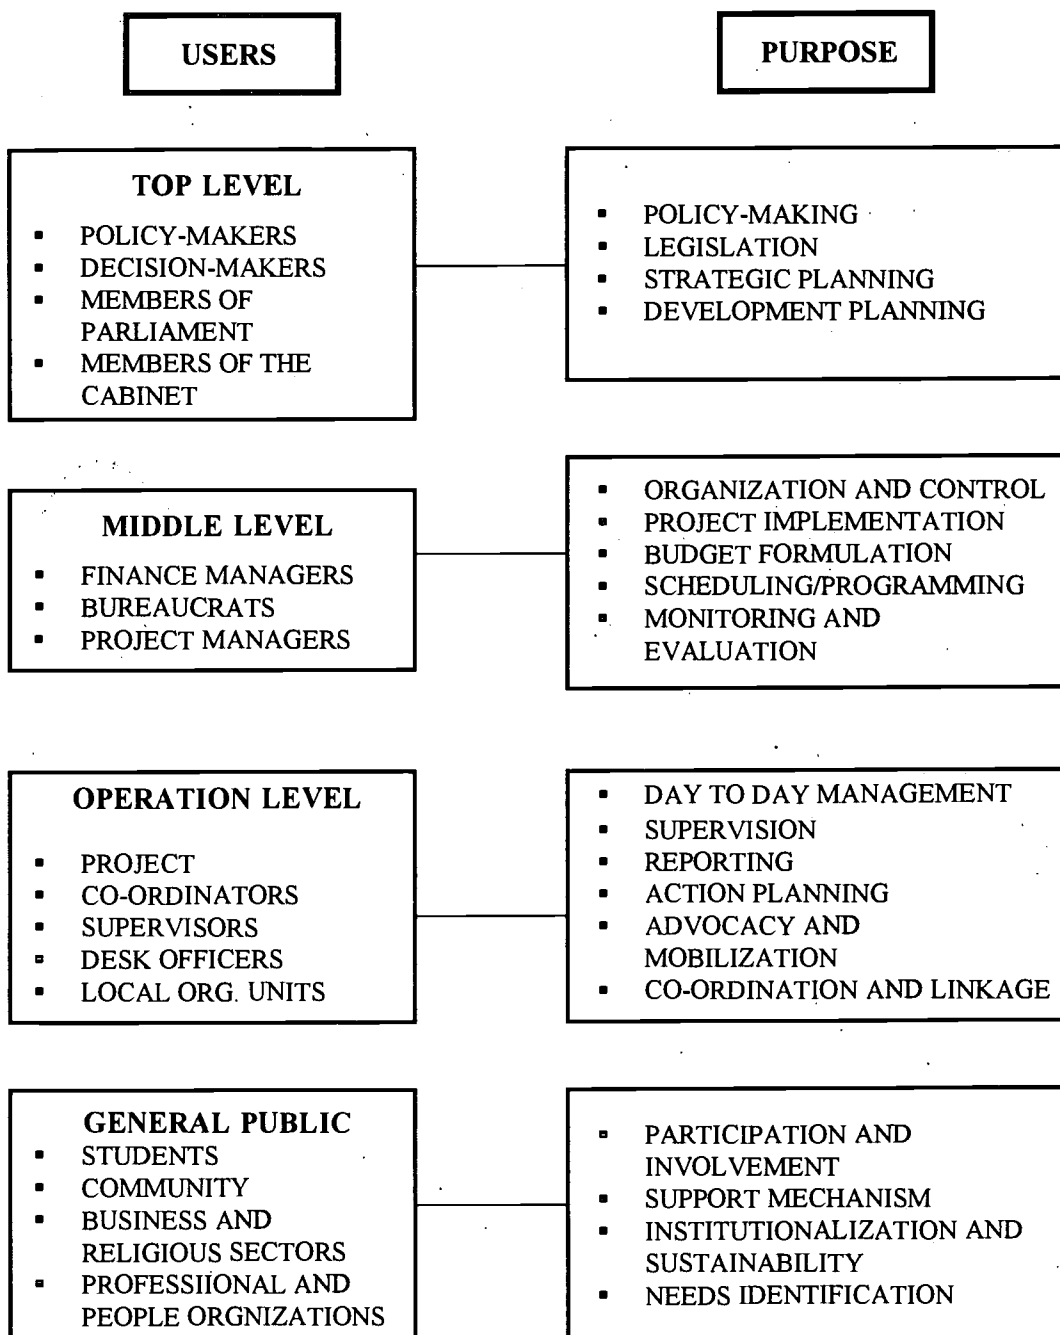 USERS
PURPOSE
TOP LEVEL
▪ POLICY-MAKERS
▪ DECISION-MAKERS
▪ MEMBERS OF
PARLIAMENT
▪ MEMBERS OF THE
CABINET
▪ POLICY-MAKING
▪ LEGISLATION
▪ STRATEGIC PLANNING
▪ DEVELOPMENT PLANNING
MIDDLE LEVEL
▪ FINANCE MANAGERS
▪ BUREAUCRATS
▪ PROJECT MANAGERS
▪ ORGANIZATION AND CONTROL
▪ PROJECT IMPLEMENTATION
▪ BUDGET FORMULATION
▪ SCHEDULING/PROGRAMMING
▪ MONITORING AND
EVALUATION
OPERATION LEVEL
▪ PROJECT
▪ CO-ORDINATORS
▪ SUPERVISORS
▪ DESK OFFICERS
▪ LOCAL ORG. UNITS
▪ DAY TO DAY MANAGEMENT
▪ SUPERVISION
▪ REPORTING
▪ ACTION PLANNING
▪ ADVOCACY AND
MOBILIZATION
▪ CO-ORDINATION AND LINKAGE
GENERAL PUBLIC
▪ STUDENTS
▪ COMMUNITY
▪ BUSINESS AND
RELIGIOUS SECTORS
▪ PROFESSIIONAL AND
PEOPLE ORGNIZATIONS
▪ PARTICIPATION AND
INVOLVEMENT
▪ SUPPORT MECHANISM
▪ INSTITUTIONALIZATION AND
SUSTAINABILITY
▪ NEEDS IDENTIFICATION